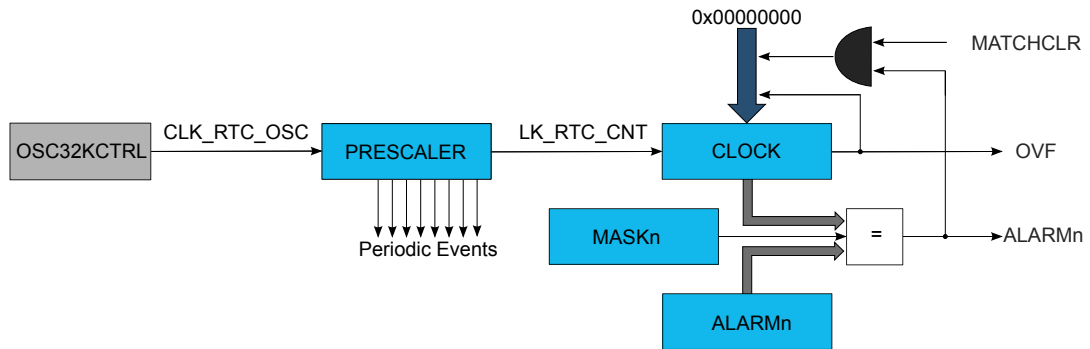 0x00000000
MATCHCLR
CLK_RTC_OSC
LK_RTC_CNT
OSC32KCTRL
PRESCALER
CLOCK
OVF
Periodic Events
MASKn
=
ALARMn
ALARMn